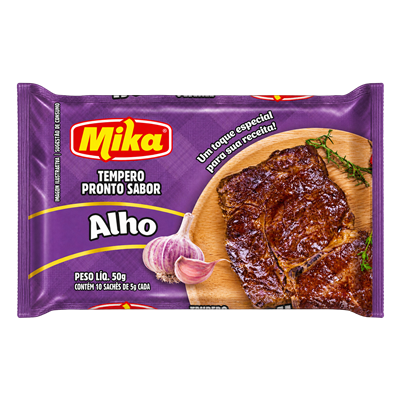 Mika
TEMPERO
PRONTO SABOR
Alho
PESO LÍQ. 50g
CONTÉM 10 SACHÊS DE 5g CADA
Um toque especial
para sua receita!
IMAGEM ILUSTRATIVA / SUGESTÃO DE CONSUMO